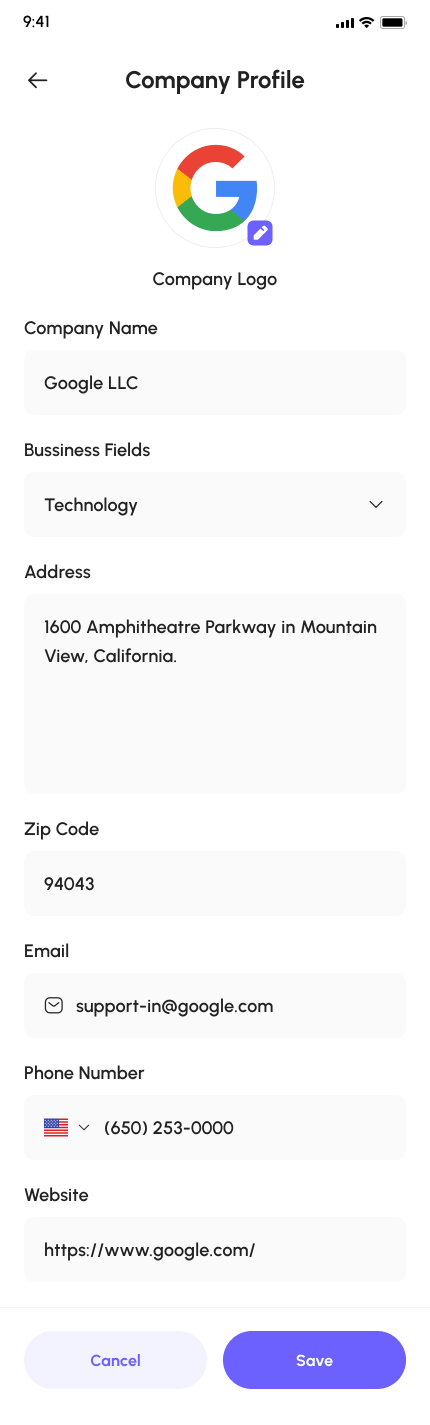 9:41
Company Profile
Company Logo
Company Name
Google LLC
Bussiness Fields
Technology
Address
1600 Amphitheatre Parkway in Mountain
View, California.
Zip Code
94043
Email
support-in@google.com
Phone Number
(650) 253-0000
Website
https://www.google.com/
Cancel
Save